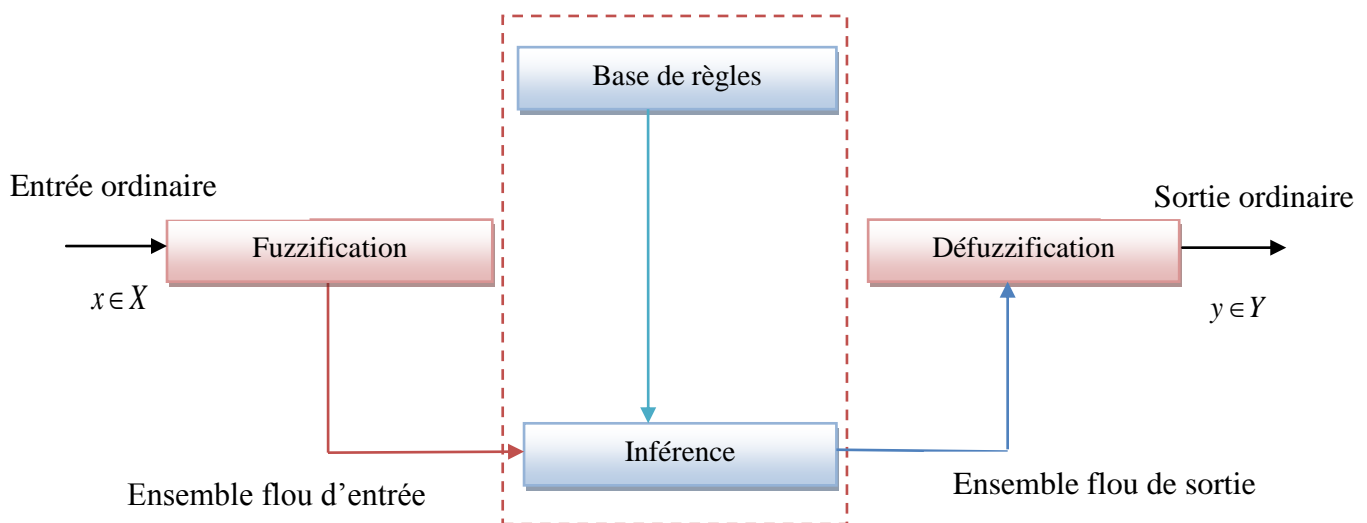 Base de règles
Entrée ordinaire
Sortie ordinaire
Fuzzification
Défuzzification
x ∈ X
y ∈ Y
Inférence
Ensemble flou d’entrée
Ensemble flou de sortie